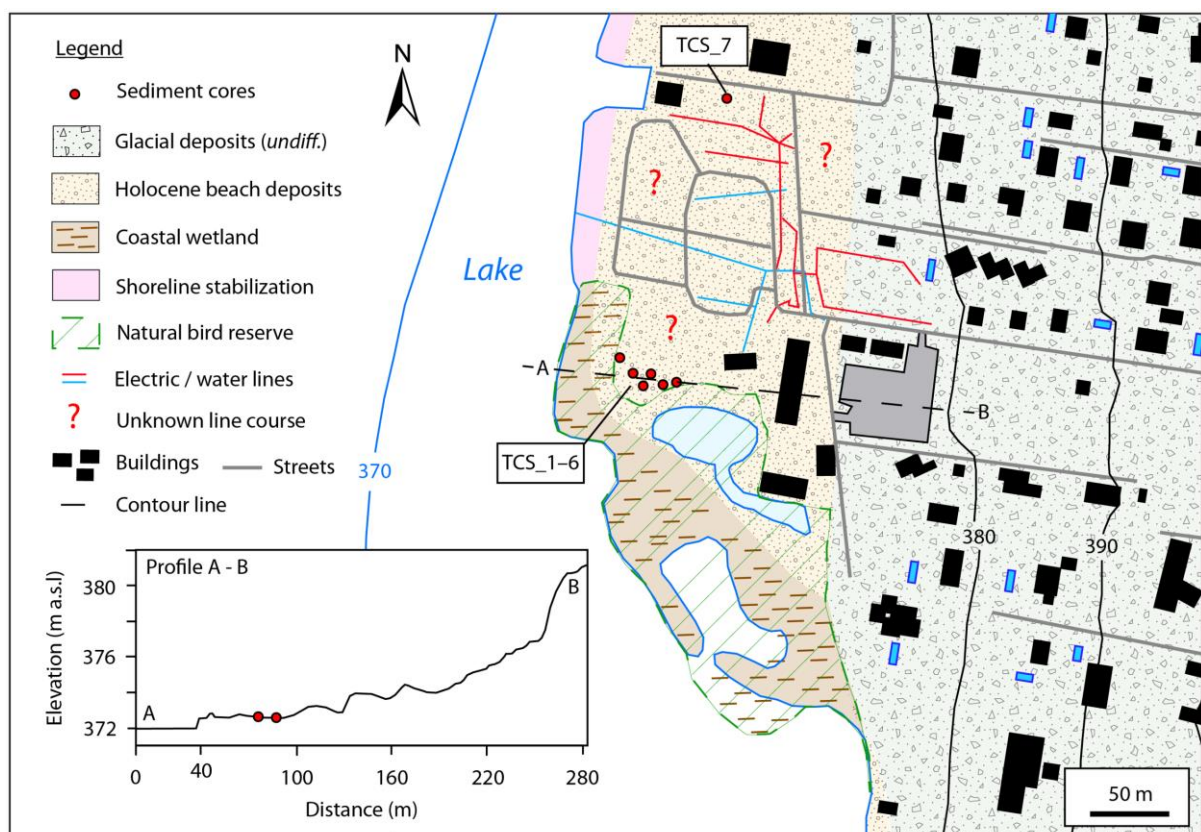 Legend
Sediment cores
Glacial deposits (undiff.)
Holocene beach deposits
Coastal wetland
Shoreline stabilization
Natural bird reserve
Electric / water lines
? Unknown line course
Buildings Streets
Contour line
N
Lake
370
TCS_7
?
?
?
A
B
TCS_1–6
380
390
50 m
Profile A - B
Elevation (m a.s.l)
380
376
372
A
B
0 40 100 160 220 280
Distance (m)